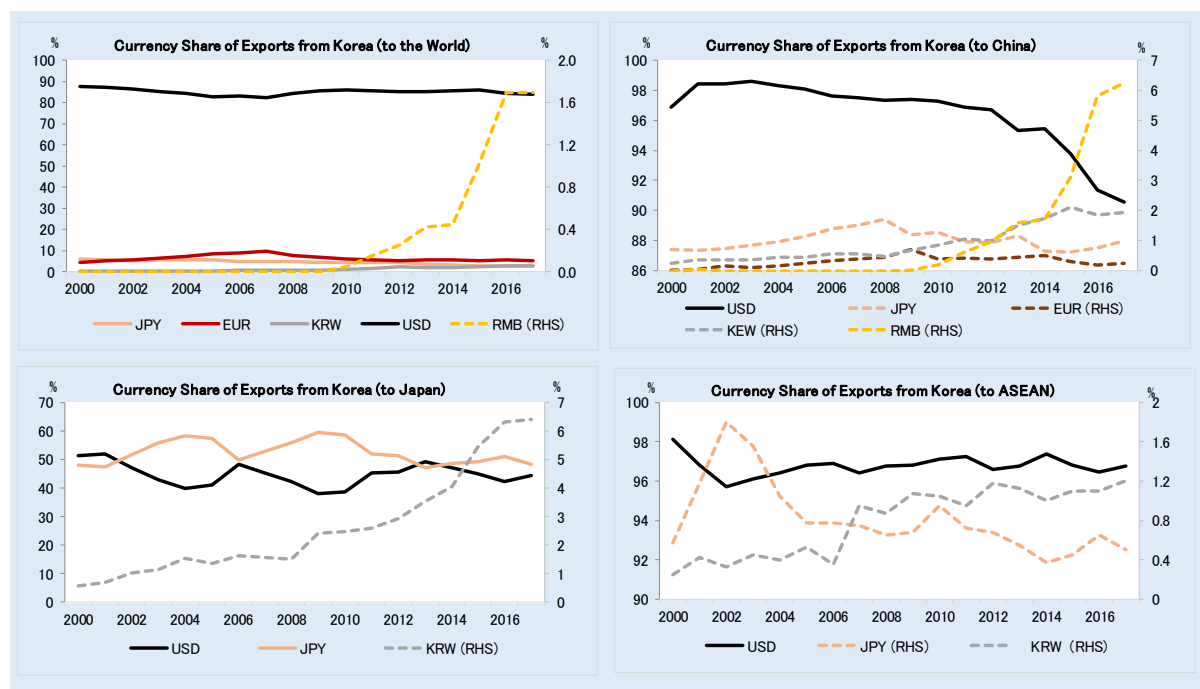 Currency Share of Exports from Korea (to the World)
% %
100 2.0
90
80 1.6
70
60 1.2
50
40 0.8
30
20 0.4
10
0 0.0
2000 2002 2004 2006 2008 2010 2012 2014 2016
JPY EUR KRW USD RMB (RHS)
Currency Share of Exports from Korea (to China)
% %
100 7
98 6
96 5
94 4
92 3
90 2
88 1
86 0
2000 2002 2004 2006 2008 2010 2012 2014 2016
USD JPY EUR (RHS)
KEW (RHS) RMB (RHS)
Currency Share of Exports from Korea (to Japan)
% %
70 7
60 6
50 5
40 4
30 3
20 2
10 1
0 0
2000 2002 2004 2006 2008 2010 2012 2014 2016
USD JPY KRW (RHS)
Currency Share of Exports from Korea (to ASEAN)
% %
100 2
98 1.6
96 1.2
94 0.8
92 0.4
90 0
2000 2002 2004 2006 2008 2010 2012 2014 2016
USD JPY (RHS) KRW (RHS)